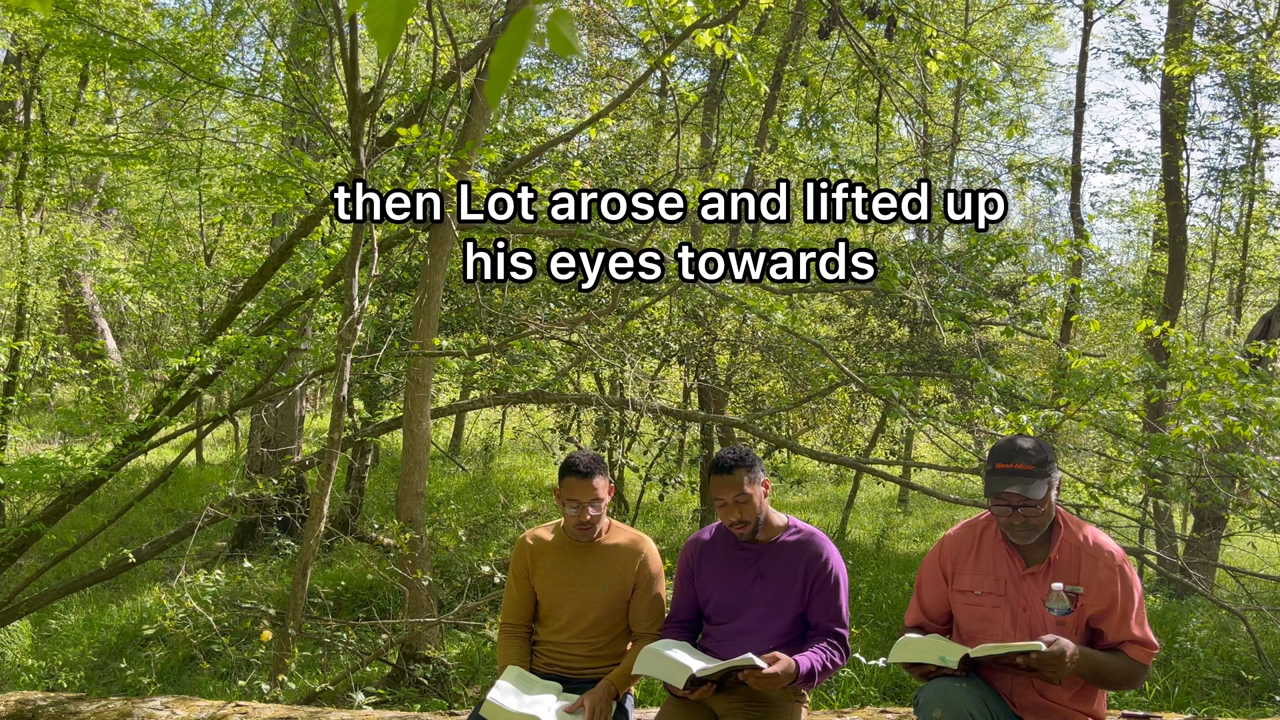 then Lot arose and lifted up
his eyes towards